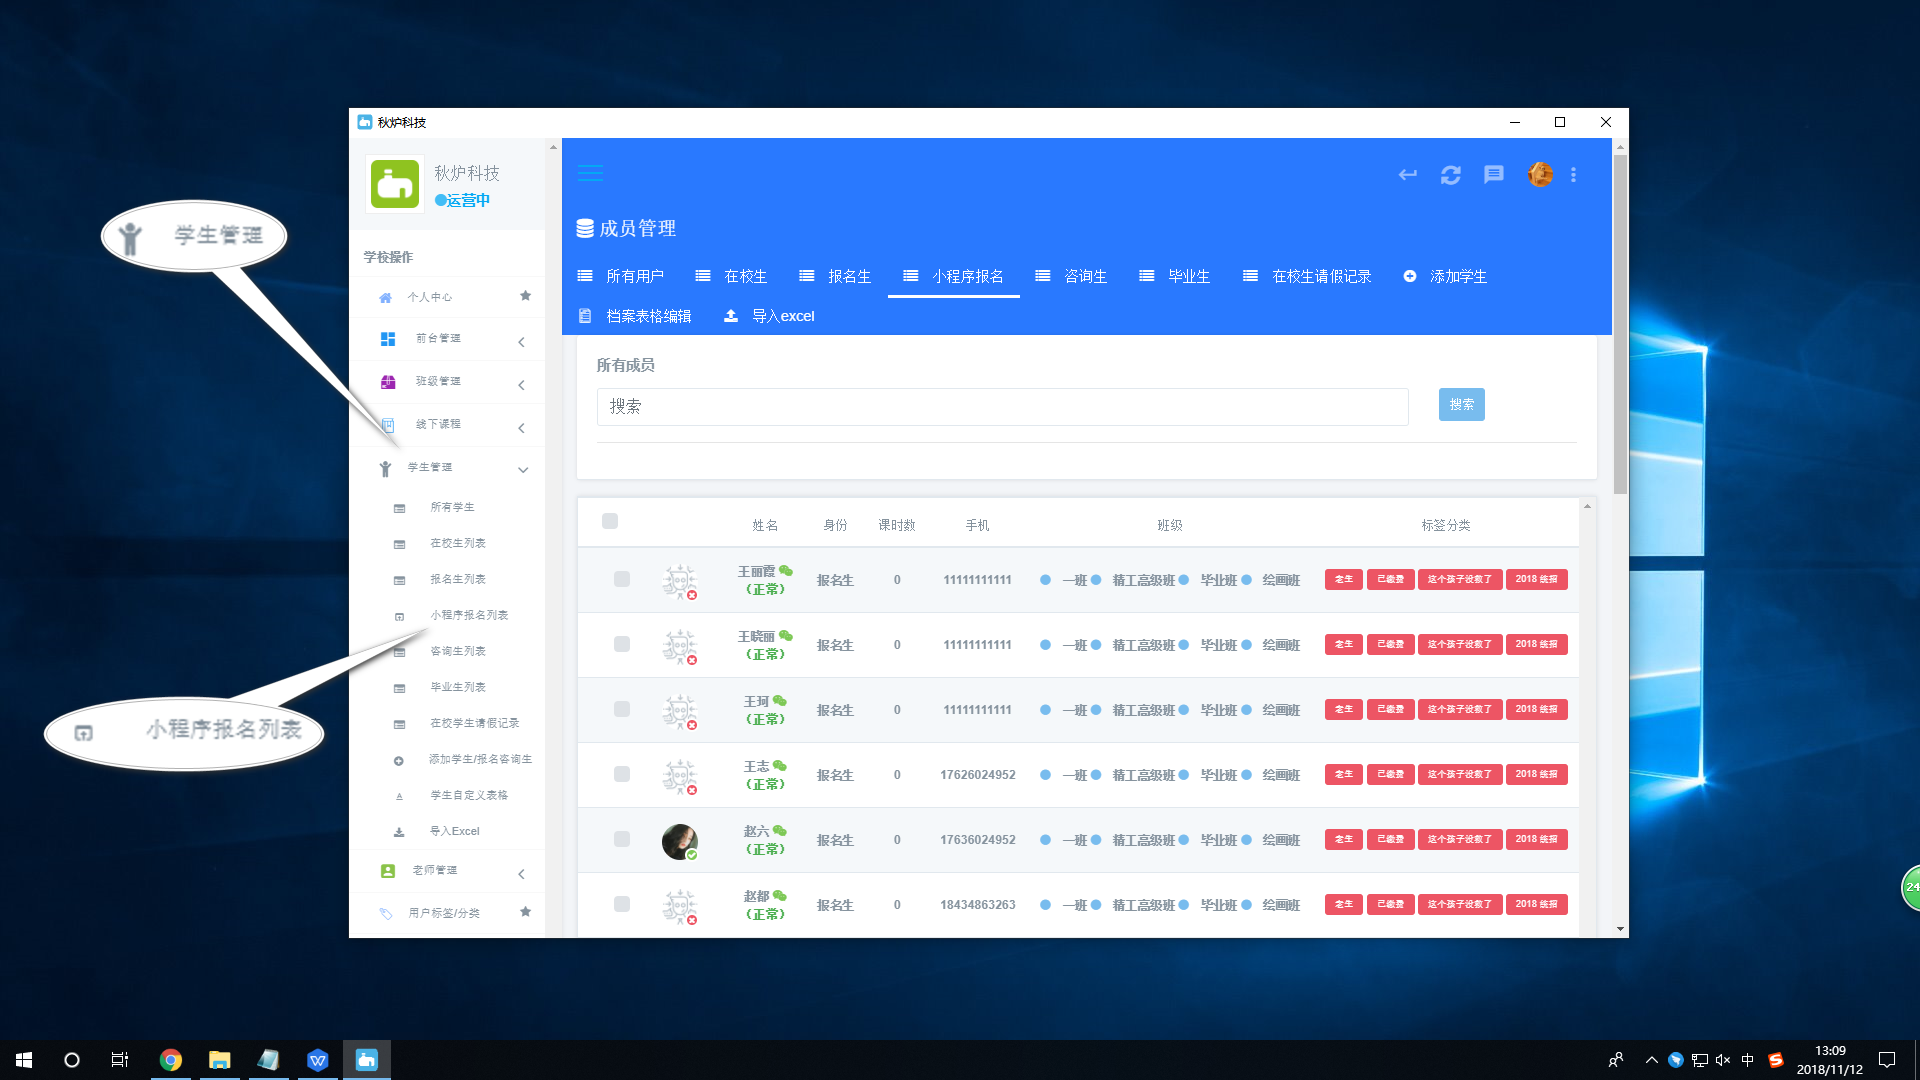 秋炉科技
秋炉科技
运营中
学校操作
个人中心
前台管理
班级管理
线下课程
学生管理
所有学生
在校生列表
报名生列表
小程序报名列表
咨询生列表
毕业生列表
在校学生请假记录
添加学生/报名咨询生
学生自定义表格
导入Excel
老师管理
用户标签/分类
学生管理
小程序报名列表
成员管理
所有用户 在校生 报名生 小程序报名 咨询生 毕业生 在校生请假记录 添加学生
档案表格编辑 导入excel
所有成员
搜索 搜索
姓名 身份 课时数 手机 班级 标签分类
王丽霞 (正常) 报名生 0 11111111111 一班 精工高级班 毕业班 绘画班 老生 已缴费 这个孩子没救了 2018 统招
王晓丽 (正常) 报名生 0 11111111111 一班 精工高级班 毕业班 绘画班 老生 已缴费 这个孩子没救了 2018 统招
王珂 (正常) 报名生 0 11111111111 一班 精工高级班 毕业班 绘画班 老生 已缴费 这个孩子没救了 2018 统招
王志 (正常) 报名生 0 17626024952 一班 精工高级班 毕业班 绘画班 老生 已缴费 这个孩子没救了 2018 统招
赵六 (正常) 报名生 0 17636024952 一班 精工高级班 毕业班 绘画班 老生 已缴费 这个孩子没救了 2018 统招
赵都 (正常) 报名生 0 18434863263 一班 精工高级班 毕业班 绘画班 老生 已缴费 这个孩子没救了 2018 统招
24
中
13:09
2018/11/12